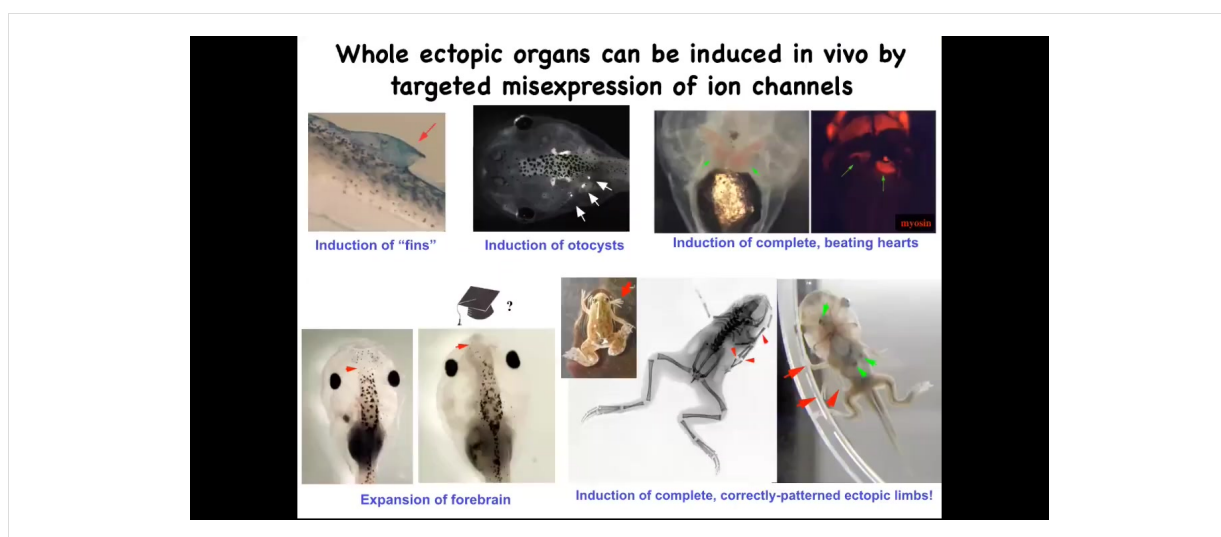 Whole ectopic organs can be induced in vivo by
targeted misexpression of ion channels
myosin
Induction of “fins”
Induction of otocysts
Induction of complete, beating hearts
?
Expansion of forebrain
Induction of complete, correctly-patterned ectopic limbs!